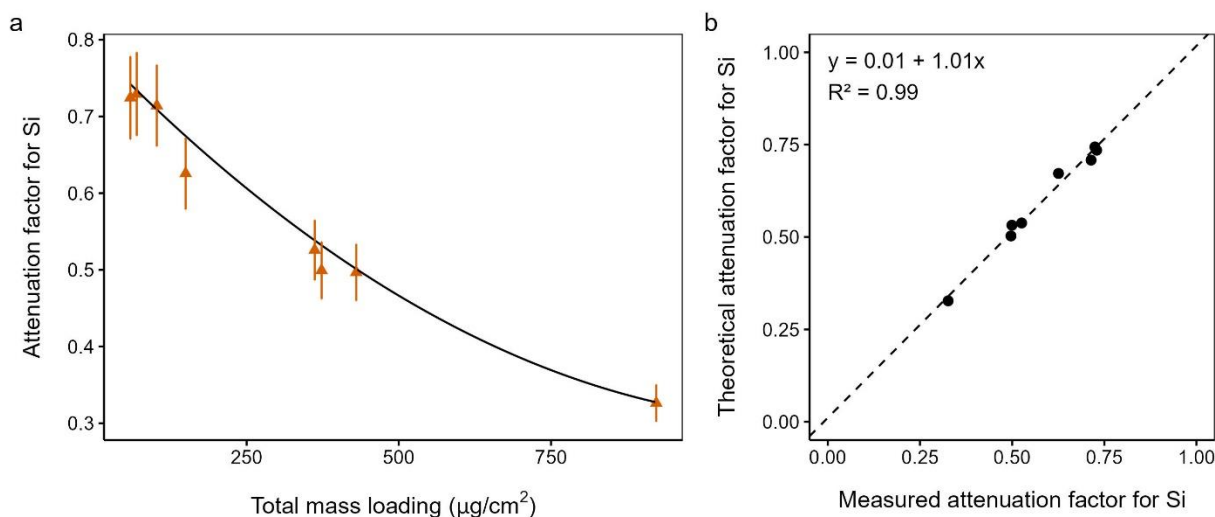 a
Attenuation factor for Si
0.8
0.7
0.6
0.5
0.4
0.3
250
500
750
Total mass loading (μg/cm²)
b
y = 0.01 + 1.01x
R² = 0.99
Theoretical attenuation factor for Si
1.00
0.75
0.50
0.25
0.00
0.00
0.25
0.50
0.75
1.00
Measured attenuation factor for Si